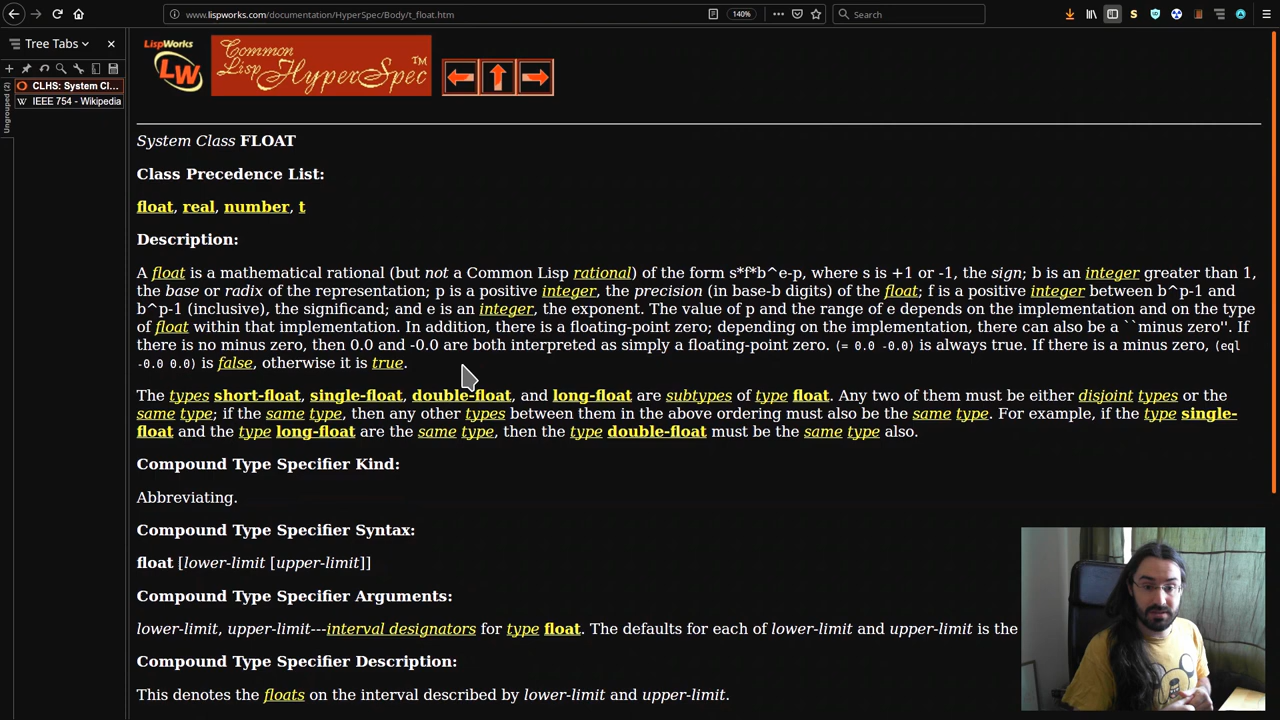 www.lispworks.com/documentation/HyperSpec/Body/t_float.htm
140%
Search
Tree Tabs
Ungrouped (2)
CLHS: System Cl...
W IEEE 754 - Wikipedia
LispWorks
LW
Common
Lisp HyperSpec™
System Class FLOAT
Class Precedence List:
float, real, number, t
Description:
A float is a mathematical rational (but not a Common Lisp rational) of the form s*f*b^e-p, where s is +1 or -1, the sign; b is an integer greater than 1,
the base or radix of the representation; p is a positive integer, the precision (in base-b digits) of the float; f is a positive integer between b^p-1 and
b^p-1 (inclusive), the significand; and e is an integer, the exponent. The value of p and the range of e depends on the implementation and on the type
of float within that implementation. In addition, there is a floating-point zero; depending on the implementation, there can also be a ``minus zero''. If
there is no minus zero, then 0.0 and -0.0 are both interpreted as simply a floating-point zero. (= 0.0 -0.0) is always true. If there is a minus zero, (eql
-0.0 0.0) is false, otherwise it is true.
The types short-float, single-float, double-float, and long-float are subtypes of type float. Any two of them must be either disjoint types or the
same type; if the same type, then any other types between them in the above ordering must also be the same type. For example, if the type single-
float and the type long-float are the same type, then the type double-float must be the same type also.
Compound Type Specifier Kind:
Abbreviating.
Compound Type Specifier Syntax:
float [lower-limit [upper-limit]]
Compound Type Specifier Arguments:
lower-limit, upper-limit---interval designators for type float. The defaults for each of lower-limit and upper-limit is the
Compound Type Specifier Description:
This denotes the floats on the interval described by lower-limit and upper-limit.